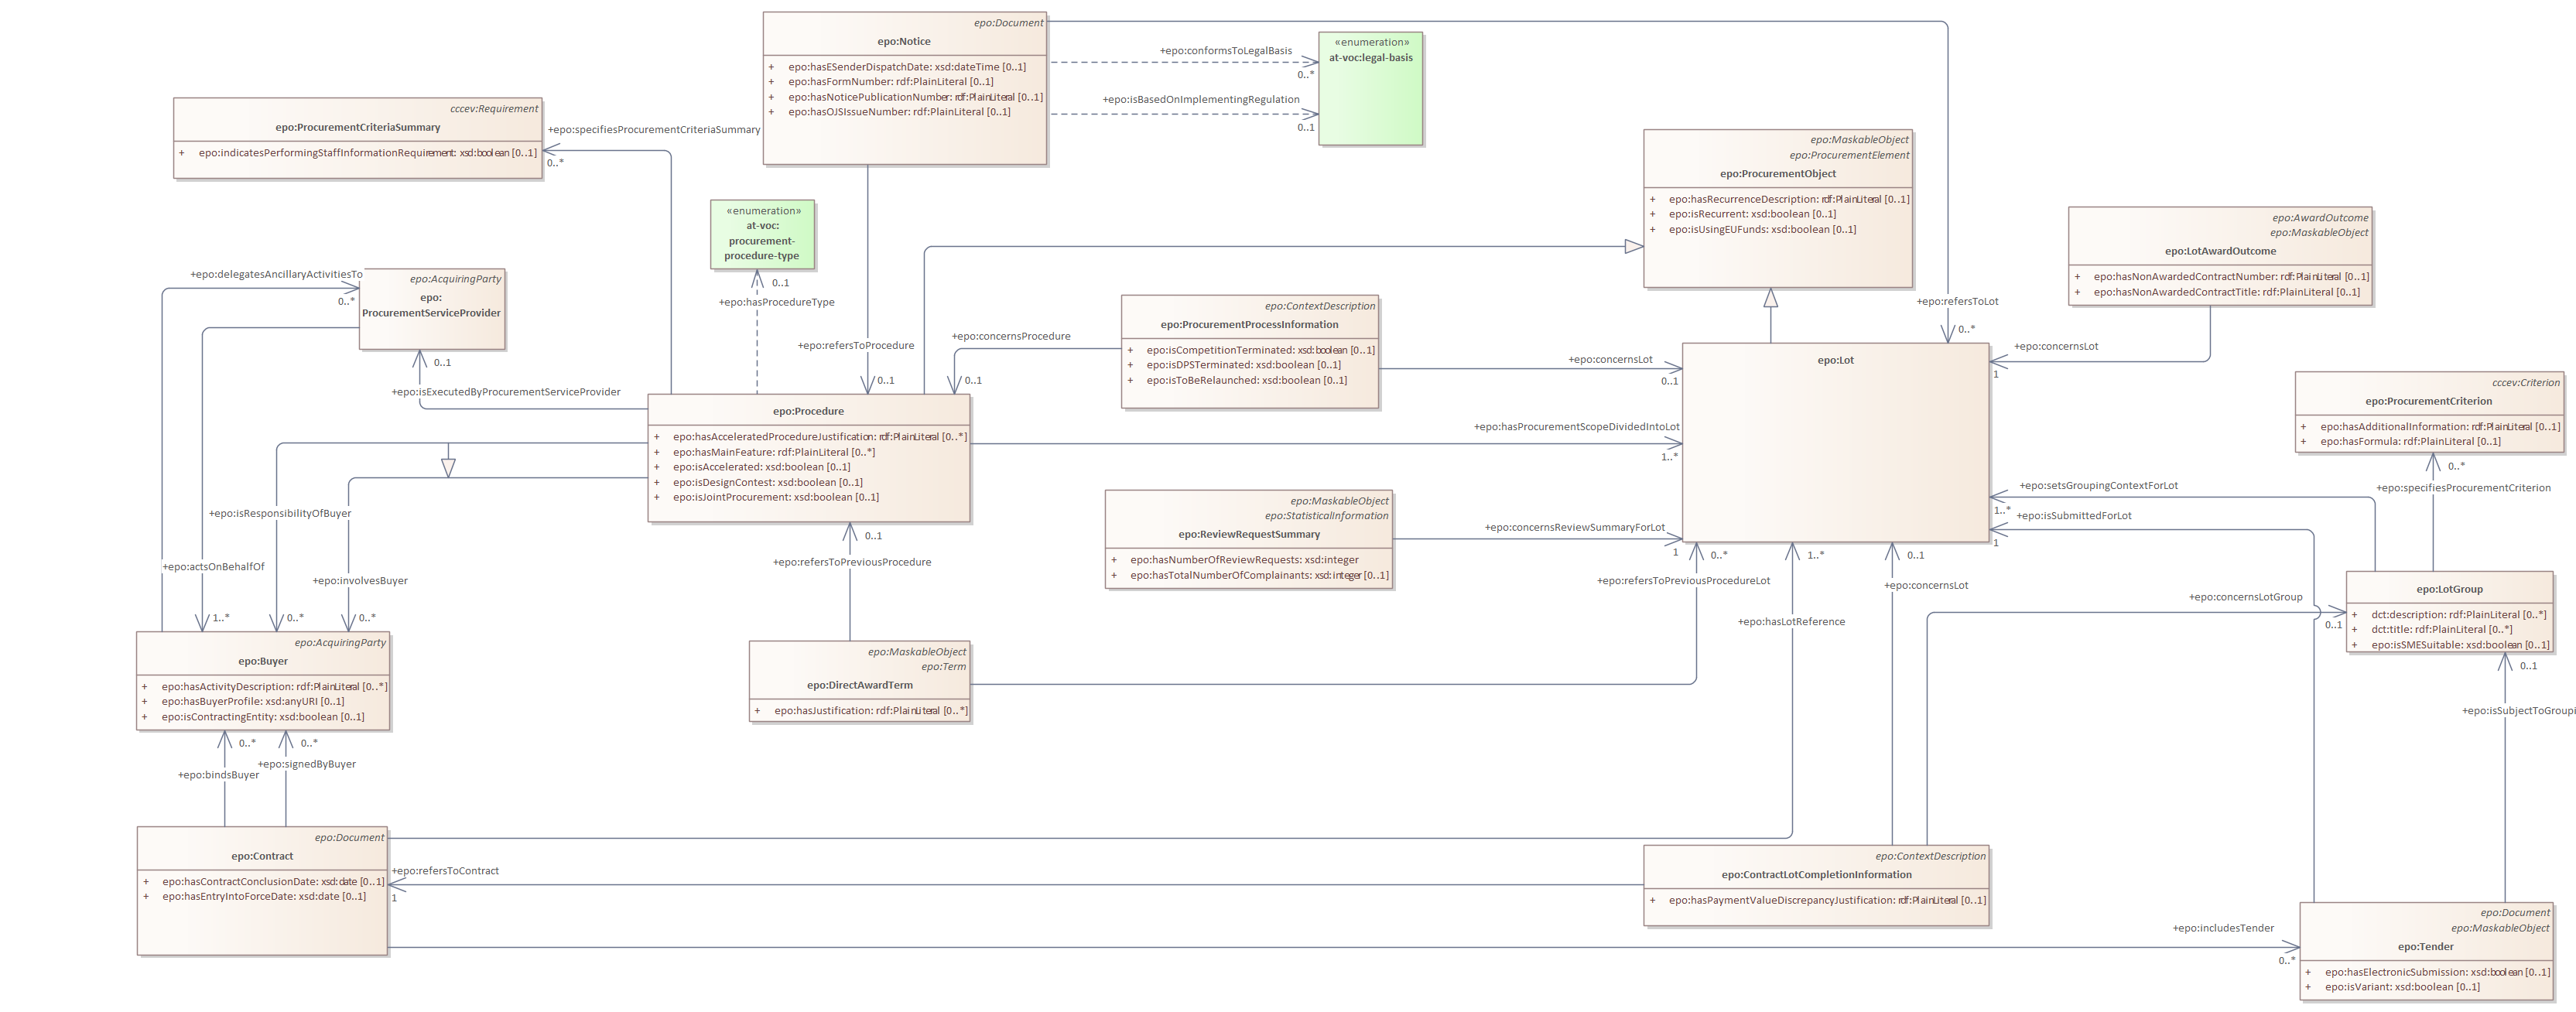 epo:Document
epo:Notice
+ epo:hasESenderDispatchDate: xsd:dateTime [0..1]
+ epo:hasFormNumber: rdf:PlainLiteral [0..1]
+ epo:hasNoticePublicationNumber: rdf:PlainLiteral [0..1]
+ epo:hasOJSIssueNumber: rdf:PlainLiteral [0..1]
+epo:conformsToLegalBasis
0..*
+epo:isBasedOnImplementingRegulation
0..1
«enumeration»
at-voc:legal-basis
cccev:Requirement
epo:ProcurementCriteriaSummary
+ epo:indicatesPerformingStaffInformationRequirement: xsd:boolean [0..1]
+epo:specifiesProcurementCriteriaSummary
0..*
epo:MaskableObject
epo:ProcurementElement
epo:ProcurementObject
+ epo:hasRecurrenceDescription: rdf:PlainLiteral [0..1]
+ epo:isRecurrent: xsd:boolean [0..1]
+ epo:isUsingEUFunds: xsd:boolean [0..1]
«enumeration»
at-voc:
procurement-
procedure-type
0..1
+epo:hasProcedureType
epo:AwardOutcome
epo:MaskableObject
epo:LotAwardOutcome
+ epo:hasNonAwardedContractNumber: rdf:PlainLiteral [0..1]
+ epo:hasNonAwardedContractTitle: rdf:PlainLiteral [0..1]
+epo:delegatesAncillaryActivitiesTo
0..*
epo:AcquiringParty
epo:
ProcurementServiceProvider
0..1
+epo:isExecutedByProcurementServiceProvider
+epo:refersToProcedure
0..1
+epo:concernsProcedure
0..1
epo:ContextDescription
epo:ProcurementProcessInformation
+ epo:isCompetitionTerminated: xsd:boolean [0..1]
+ epo:isDPSTerminated: xsd:boolean [0..1]
+ epo:isToBeRelaunched: xsd:boolean [0..1]
+epo:concernsLot
0..1
+epo:refersToLot
0..*
epo:Lot
+epo:concernsLot
1
cccev:Criterion
epo:ProcurementCriterion
+ epo:hasAdditionalInformation: rdf:PlainLiteral [0..1]
+ epo:hasFormula: rdf:PlainLiteral [0..1]
0..*
+epo:specifiesProcurementCriterion
epo:Procedure
+ epo:hasAcceleratedProcedureJustification: rdf:PlainLiteral [0..*]
+ epo:hasMainFeature: rdf:PlainLiteral [0..*]
+ epo:isAccelerated: xsd:boolean [0..1]
+ epo:isDesignContest: xsd:boolean [0..1]
+ epo:isJointProcurement: xsd:boolean [0..1]
+epo:hasProcurementScopeDividedIntoLot
1..*
epo:MaskableObject
epo:StatisticalInformation
epo:ReviewRequestSummary
+ epo:hasNumberOfReviewRequests: xsd:integer
+ epo:hasTotalNumberOfComplainants: xsd:integer [0..1]
+epo:concernsReviewSummaryForLot
1
+epo:setsGroupingContextForLot
1..*
+epo:isSubmittedForLot
1
+epo:isResponsibilityOfBuyer
+epo:actsOnBehalfOf
+epo:involvesBuyer
1..*
0..*
0..*
0..1
+epo:refersToPreviousProcedure
0..*
+epo:refersToPreviousProcedureLot
1..*
+epo:hasLotReference
0..1
+epo:concernsLot
epo:LotGroup
+ dct:description: rdf:PlainLiteral [0..*]
+ dct:title: rdf:PlainLiteral [0..*]
+ epo:isSMESuitable: xsd:boolean [0..1]
+epo:concernsLotGroup
0..1
0..1
+epo:isSubjectToGroupi
epo:AcquiringParty
epo:Buyer
+ epo:hasActivityDescription: rdf:PlainLiteral [0..*]
+ epo:hasBuyerProfile: xsd:anyURI [0..1]
+ epo:isContractingEntity: xsd:boolean [0..1]
epo:MaskableObject
epo:Term
epo:DirectAwardTerm
+ epo:hasJustification: rdf:PlainLiteral [0..*]
0..*
0..*
+epo:signedByBuyer
+epo:bindsBuyer
epo:Document
epo:Contract
+ epo:hasContractConclusionDate: xsd:date [0..1]
+ epo:hasEntryIntoForceDate: xsd:date [0..1]
+epo:refersToContract
1
epo:ContextDescription
epo:ContractLotCompletionInformation
+ epo:hasPaymentValueDiscrepancyJustification: rdf:PlainLiteral [0..1]
+epo:includesTender
0..*
epo:Document
epo:MaskableObject
epo:Tender
+ epo:hasElectronicSubmission: xsd:boolean [0..1]
+ epo:isVariant: xsd:boolean [0..1]